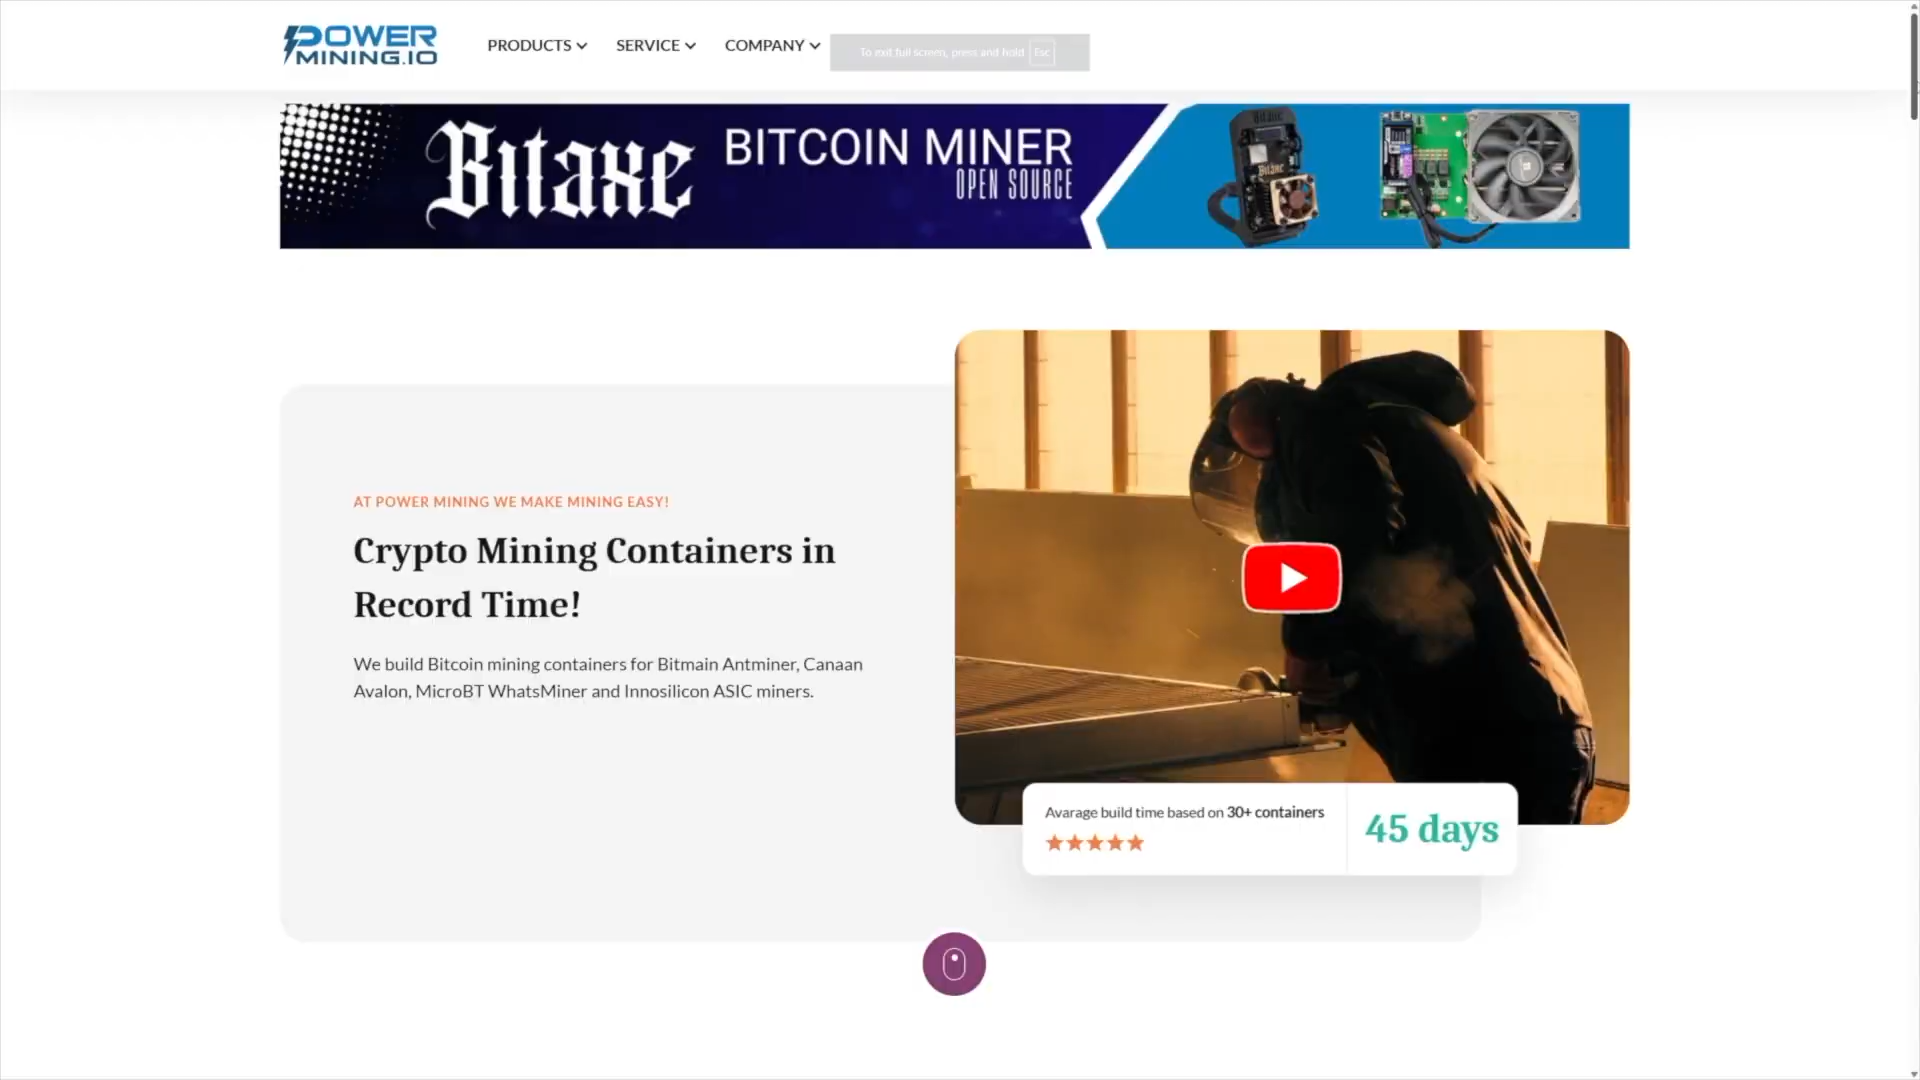 POWER
MINING.IO
PRODUCTS
SERVICE
COMPANY
To exit full screen, press and hold Esc
Bitaxe
BITCOIN MINER
OPEN SOURCE
Bitaxe
Bitaxe
AT POWER MINING WE MAKE MINING EASY!
Crypto Mining Containers in
Record Time!
We build Bitcoin mining containers for Bitmain Antminer, Canaan
Avalon, MicroBT WhatsMiner and Innosilicon ASIC miners.
Avarage build time based on 30+ containers
45 days